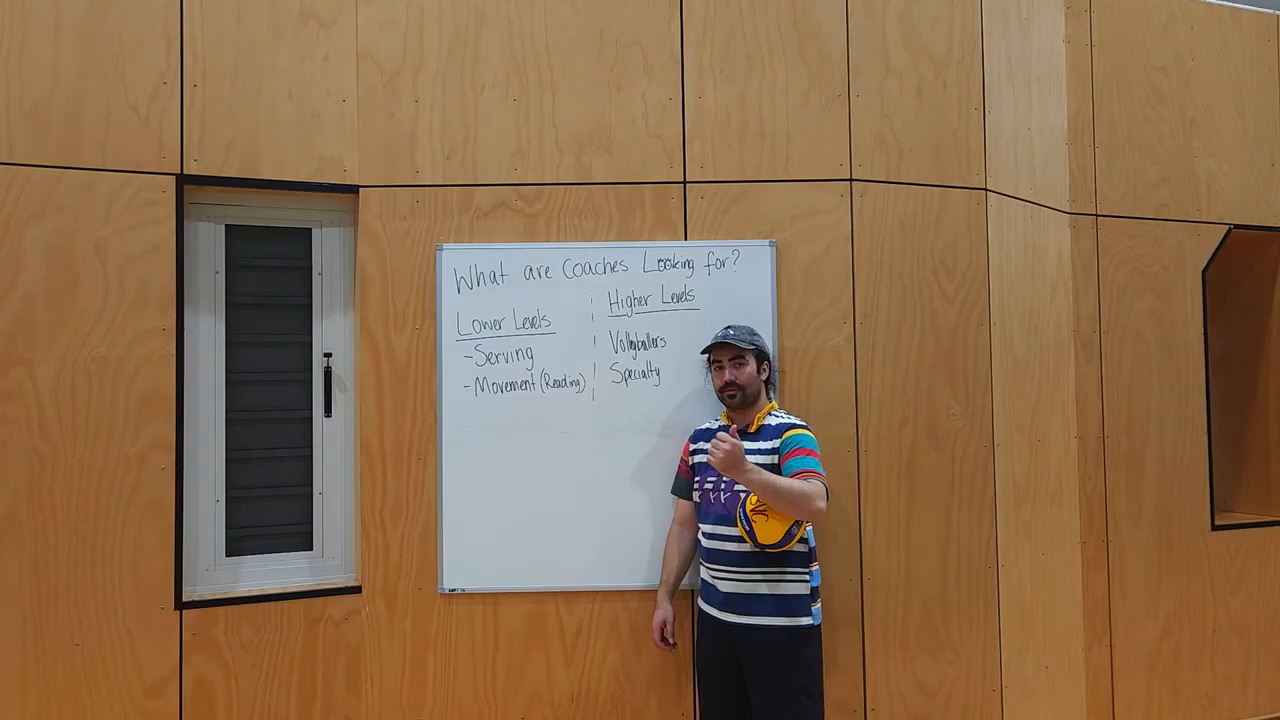 What are Coaches Looking for?
Lower Levels
-Serving
-Movement (Reading)
Higher Levels
Volleyballers
Specialty